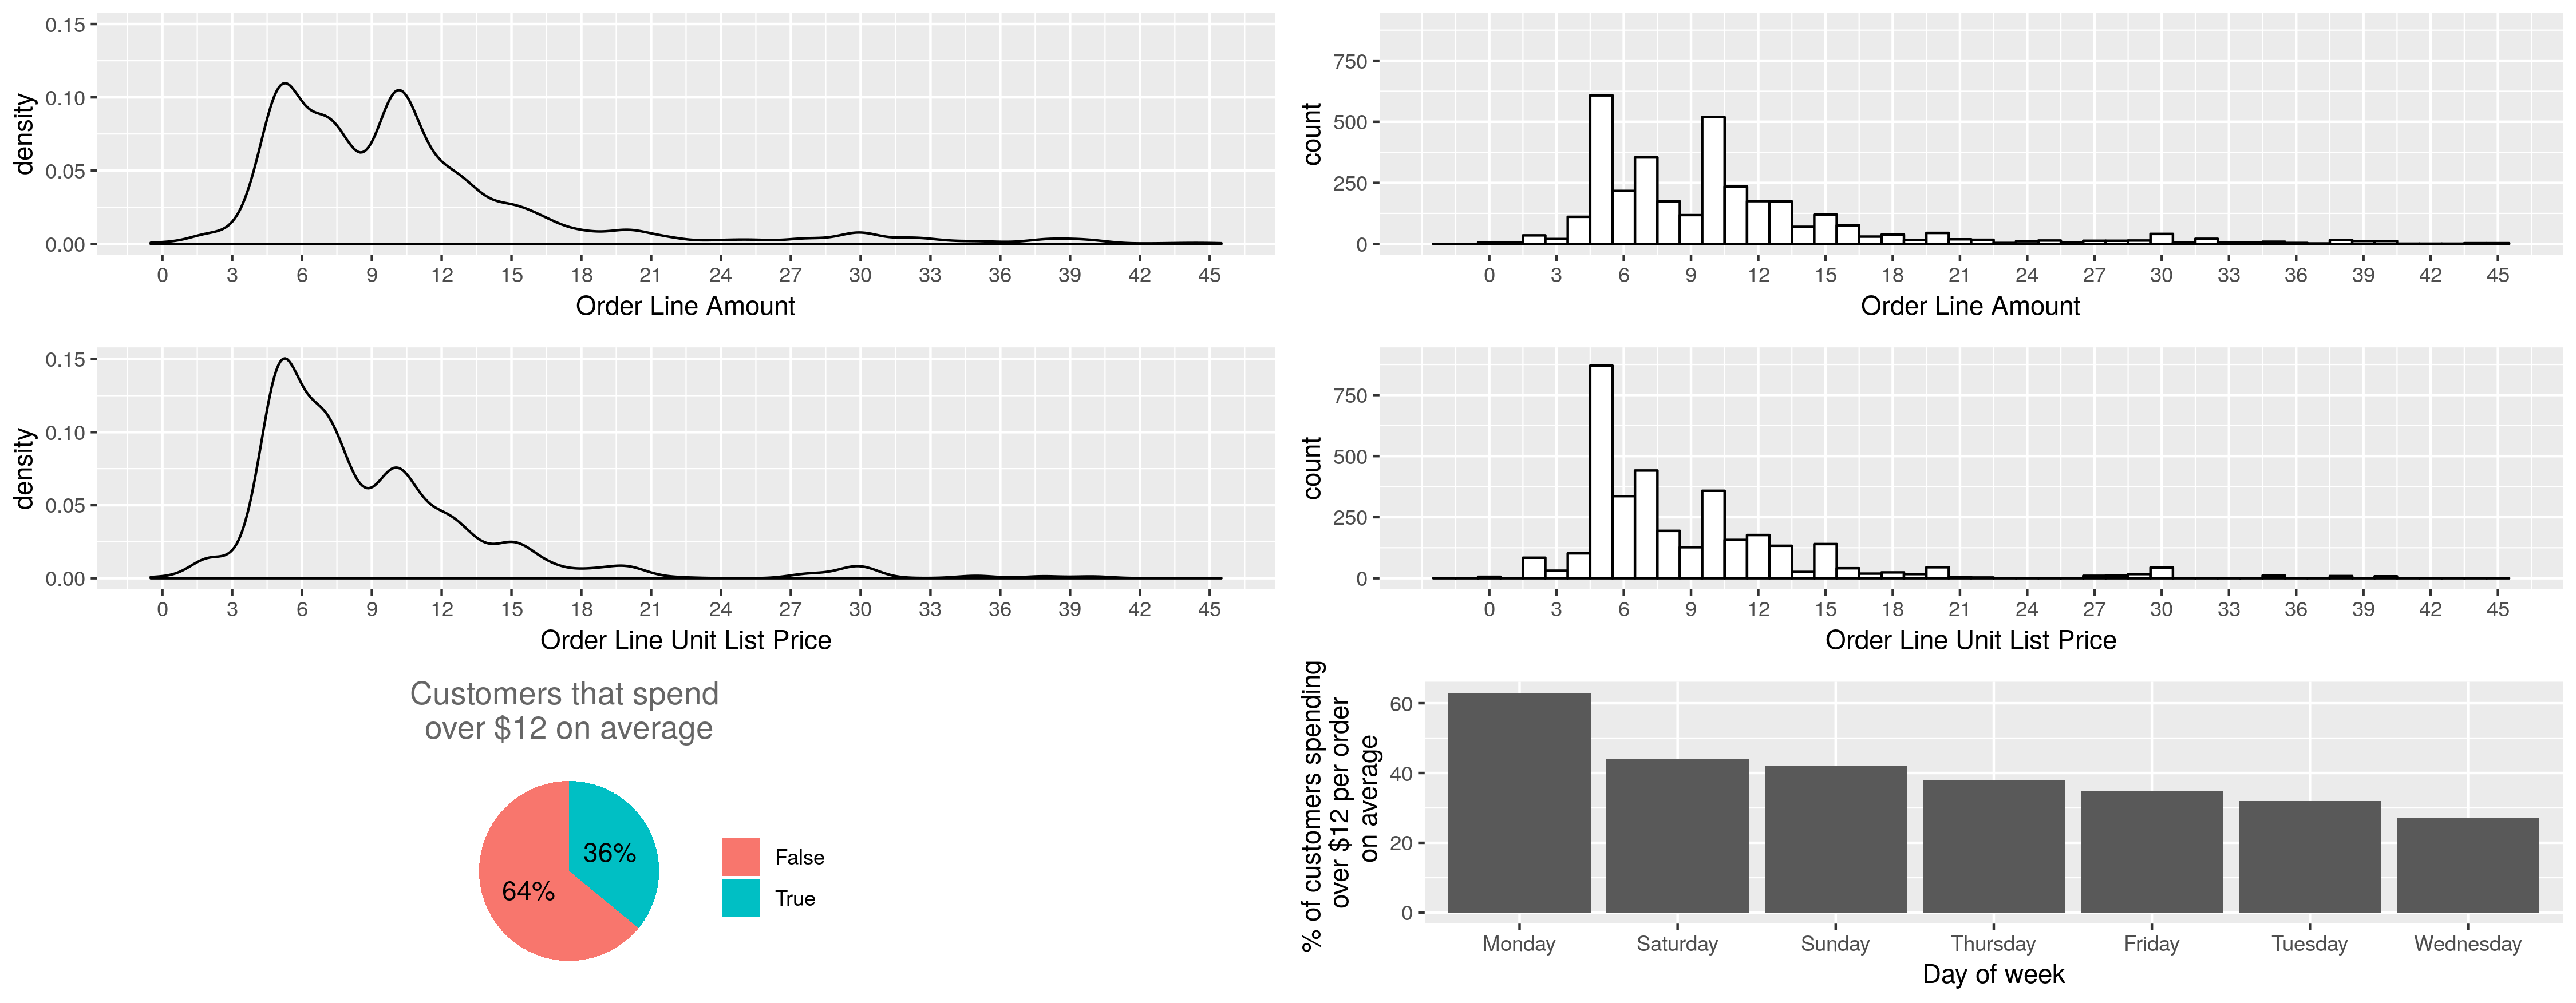 0.15
0.10
0.05
0.00
density
0 3 6 9 12 15 18 21 24 27 30 33 36 39 42 45
Order Line Amount
750
500
250
0
count
0 3 6 9 12 15 18 21 24 27 30 33 36 39 42 45
Order Line Amount
0.15
0.10
0.05
0.00
density
0 3 6 9 12 15 18 21 24 27 30 33 36 39 42 45
Order Line Unit List Price
750
500
250
0
count
0 3 6 9 12 15 18 21 24 27 30 33 36 39 42 45
Order Line Unit List Price
Customers that spend
over $12 on average
36%
64%
False
True
% of customers spending
over $12 per order
on average
60
40
20
0
Monday Saturday Sunday Thursday Friday Tuesday Wednesday
Day of week